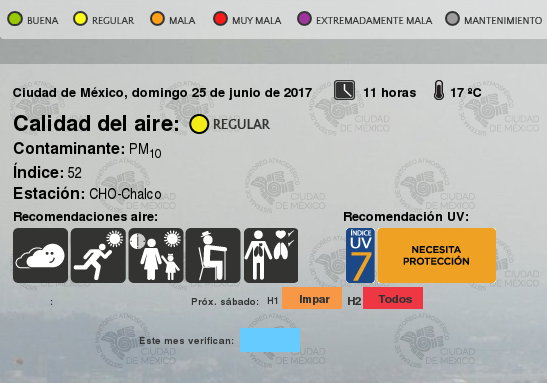 BUENA REGULAR MALA MUY MALA EXTREMADAMENTE MALA MANTENIMIENTO
Ciudad de México, domingo 25 de junio de 2017 11 horas 17 ºC
Calidad del aire: REGULAR
Contaminante: PM10
Índice: 52
Estación: CHO-Chalco
Recomendaciones aire: Recomendación UV:
ÍNDICE
UV
7
NECESITA
PROTECCIÓN
: Próx. sábado: H1 Impar H2 Todos
Este mes verifican:
CIUDAD
DE MÉXICO